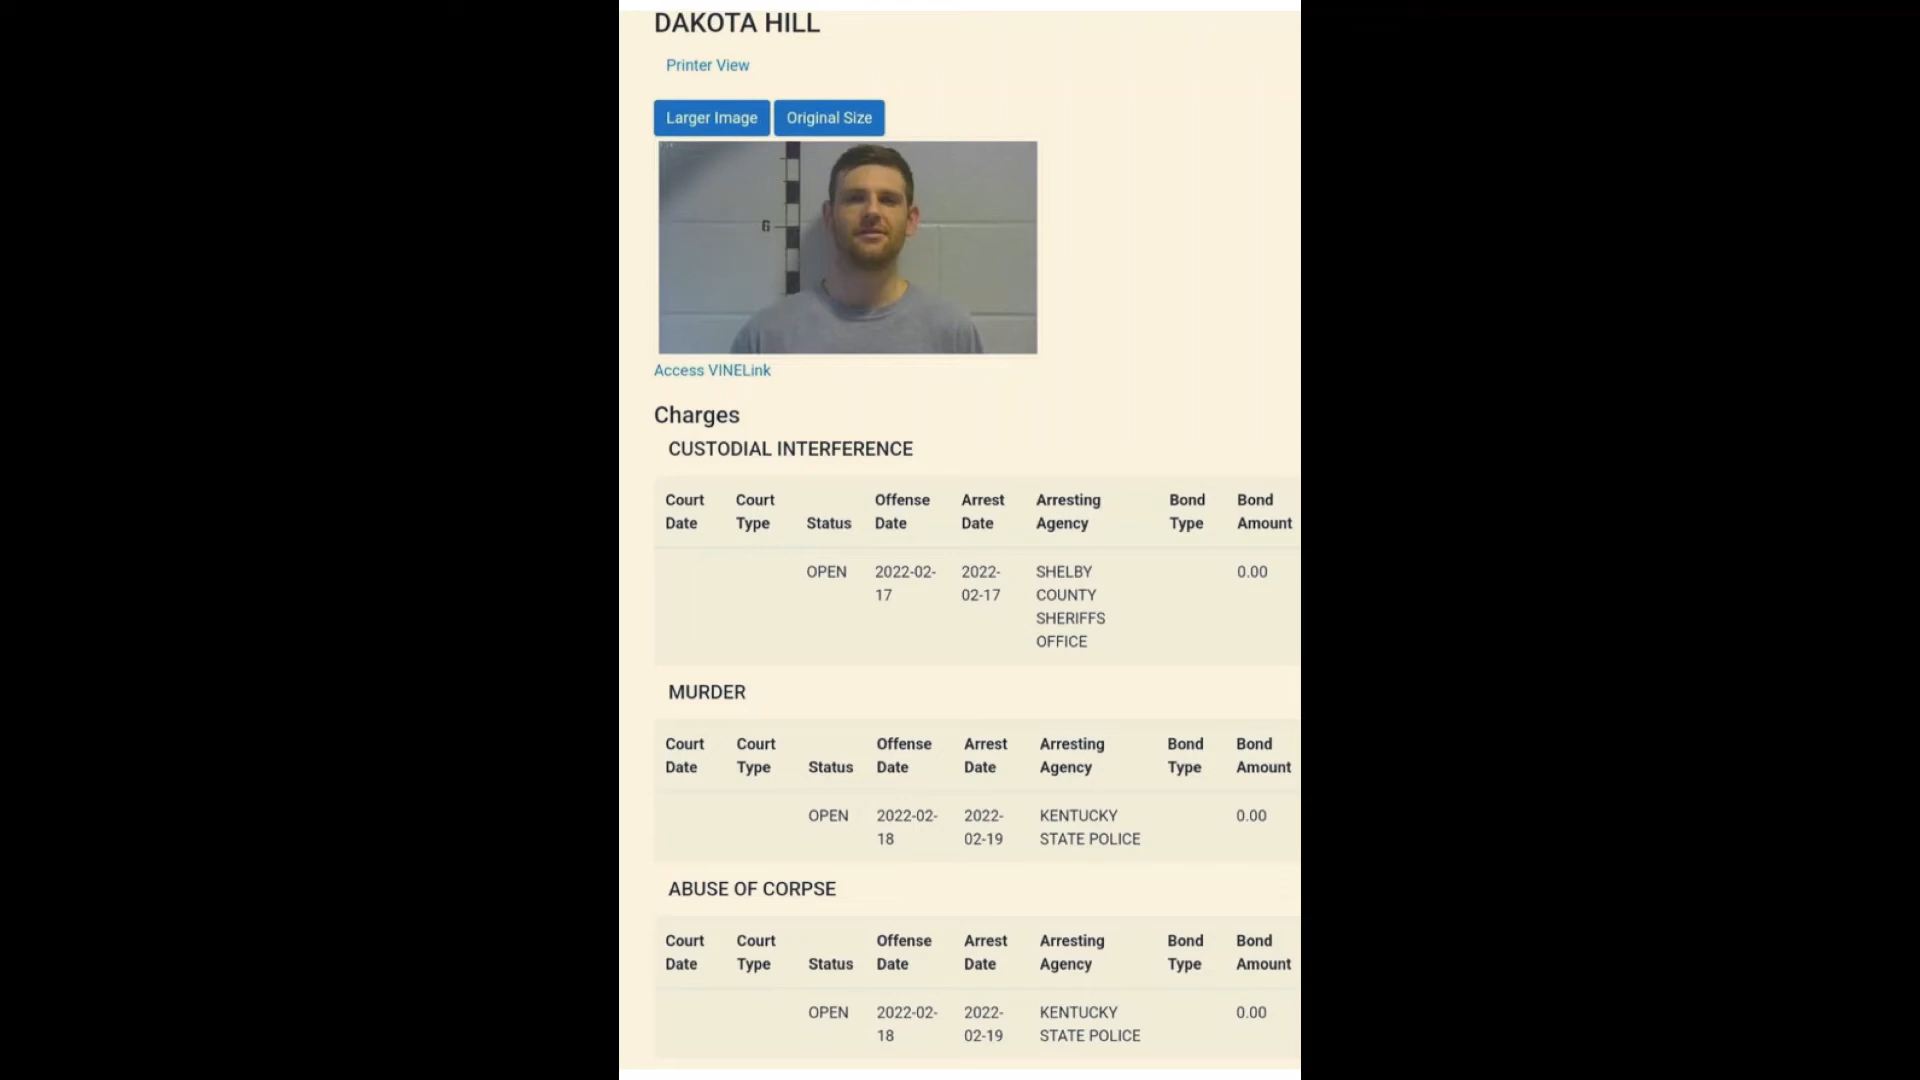 DAKOTA HILL
Printer View
Larger Image Original Size
6
Access VINELink
Charges
CUSTODIAL INTERFERENCE
Court Date Court Type Status Offense Date Arrest Date Arresting Agency Bond Type Bond Amount
OPEN 2022-02-17 2022-02-17 SHELBY COUNTY SHERIFFS OFFICE 0.00
MURDER
Court Date Court Type Status Offense Date Arrest Date Arresting Agency Bond Type Bond Amount
OPEN 2022-02-18 2022-02-19 KENTUCKY STATE POLICE 0.00
ABUSE OF CORPSE
Court Date Court Type Status Offense Date Arrest Date Arresting Agency Bond Type Bond Amount
OPEN 2022-02-18 2022-02-19 KENTUCKY STATE POLICE 0.00